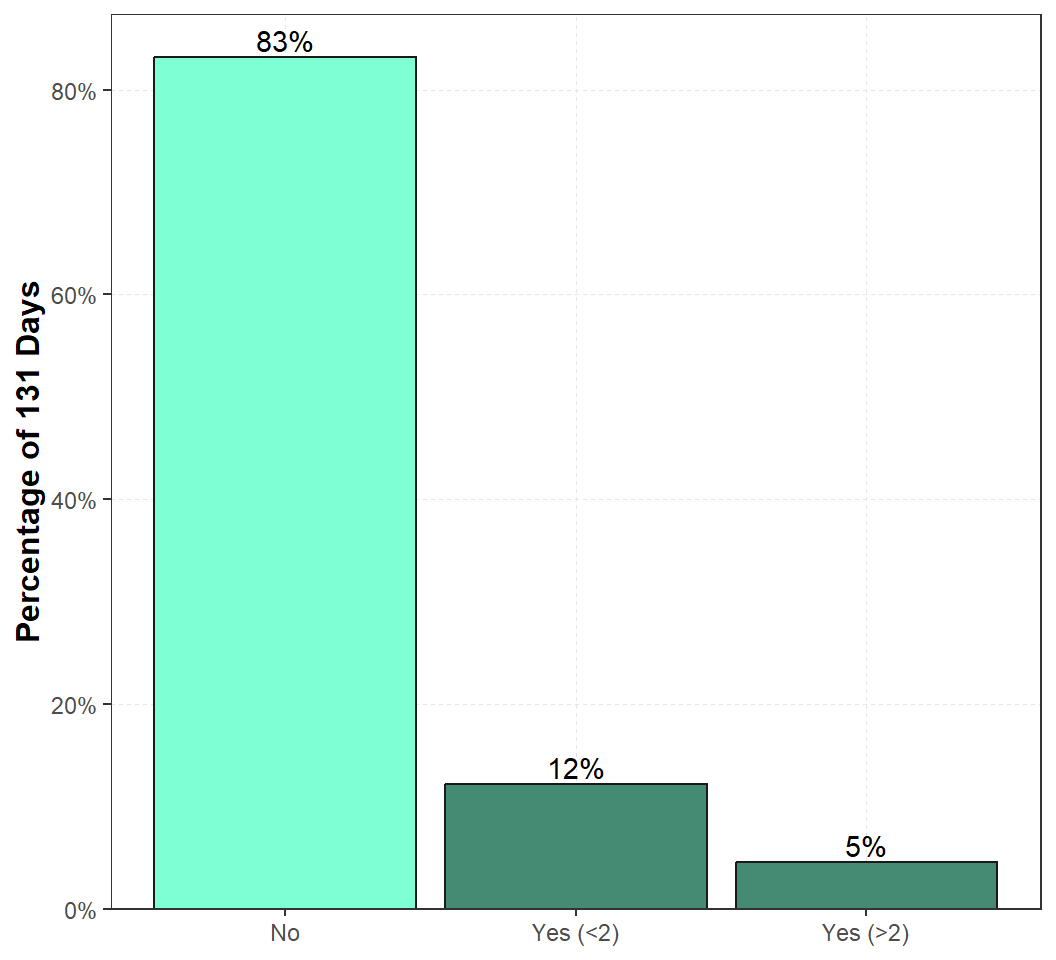 Percentage of 131 Days
80%
60%
40%
20%
0%
83%
12%
5%
No
Yes (<2)
Yes (>2)